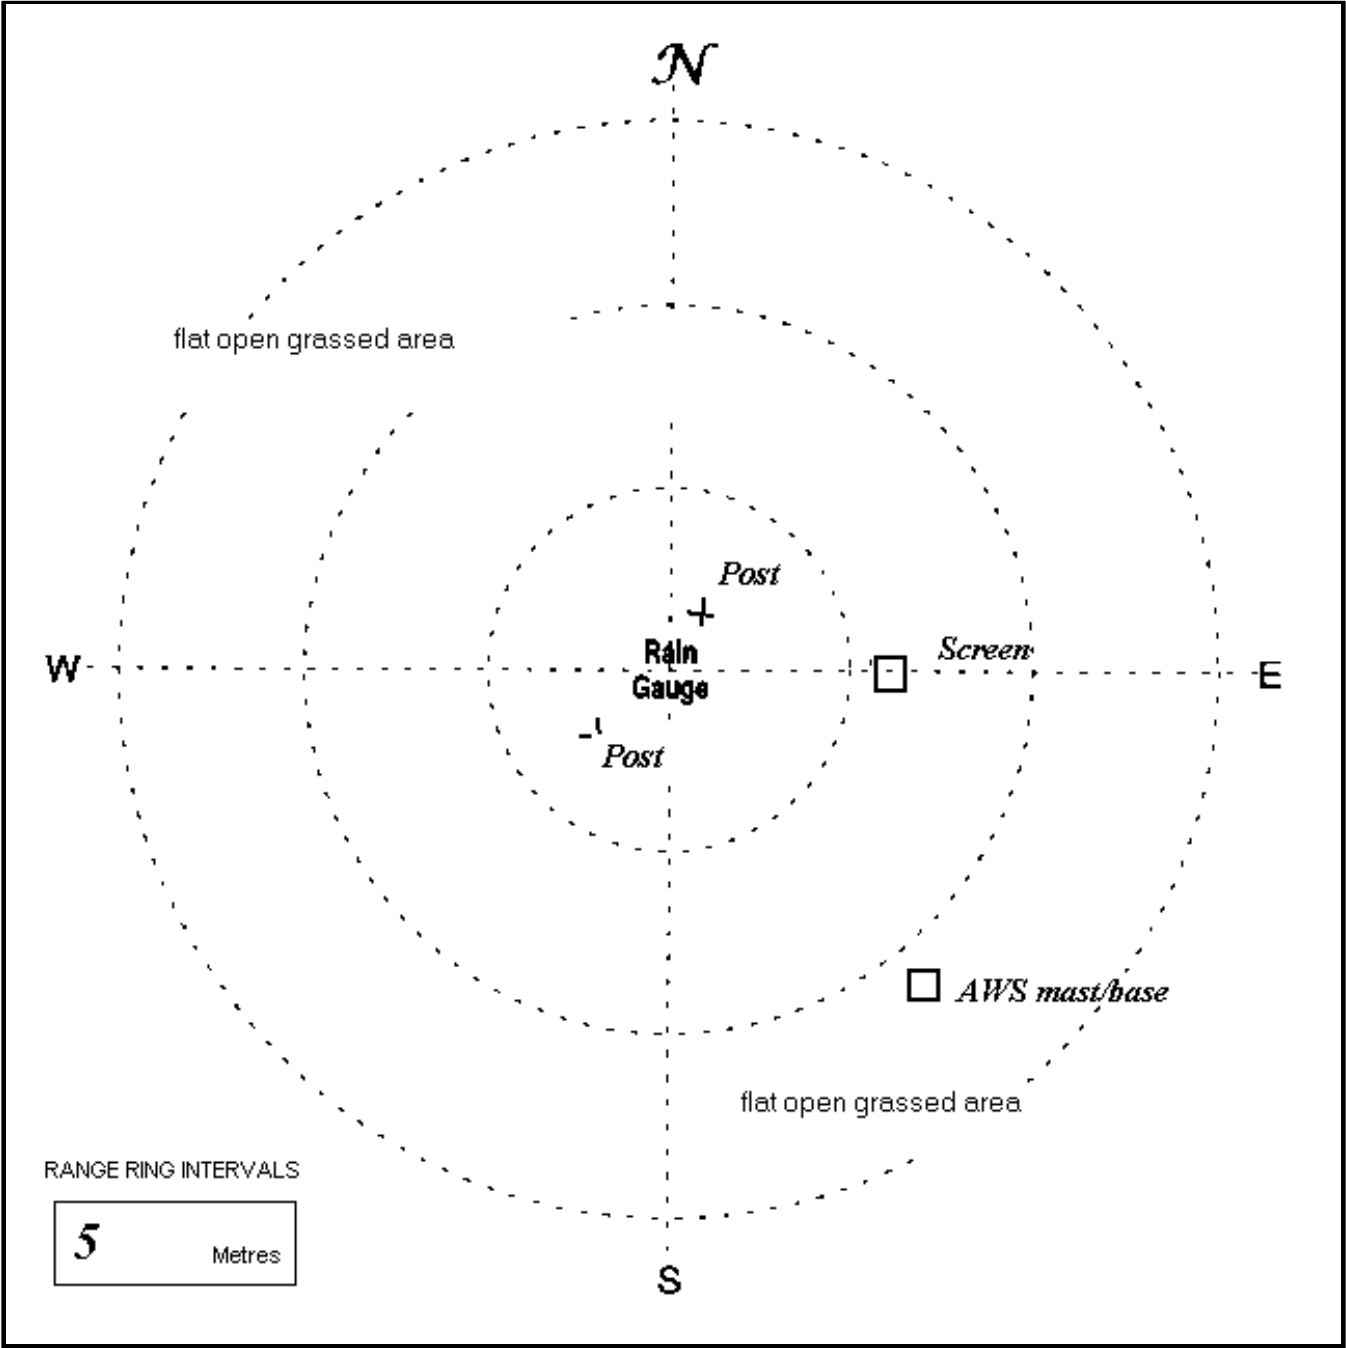 N
flat open grassed area
Post
Rain
Gauge
W
Screen
E
Post
AWS mast/base
flat open grassed area
RANGE RING INTERVALS
5 Metres
S